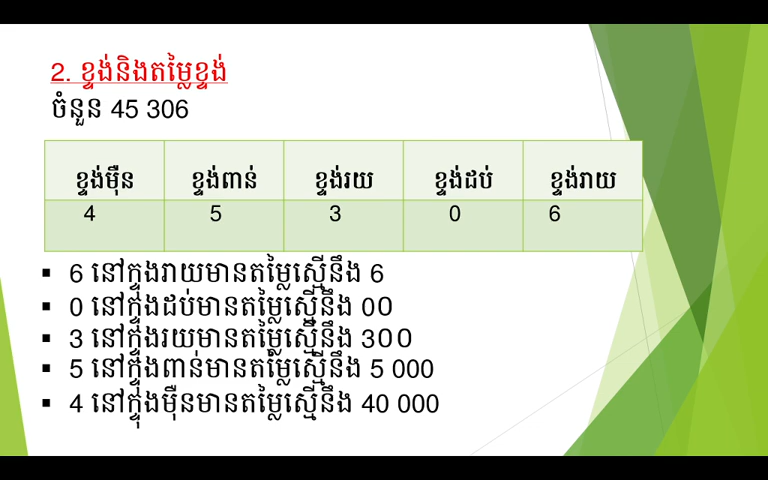 2. ខ្ទង់និងតម្លៃខ្ទង់
ចំនួន 45 306
ខ្ទង់ម៉ឺន ខ្ទង់ពាន់ ខ្ទង់រយ ខ្ទង់ដប់ ខ្ទង់រាយ
4 5 3 0 6
▪ 6 នៅក្នុងរាយមានតម្លៃស្មើនឹង 6
▪ 0 នៅក្នុងដប់មានតម្លៃស្មើនឹង 00
▪ 3 នៅក្នុងរយមានតម្លៃស្មើនឹង 300
▪ 5 នៅក្នុងពាន់មានតម្លៃស្មើនឹង 5 000
▪ 4 នៅក្នុងម៉ឺនមានតម្លៃស្មើនឹង 40 000